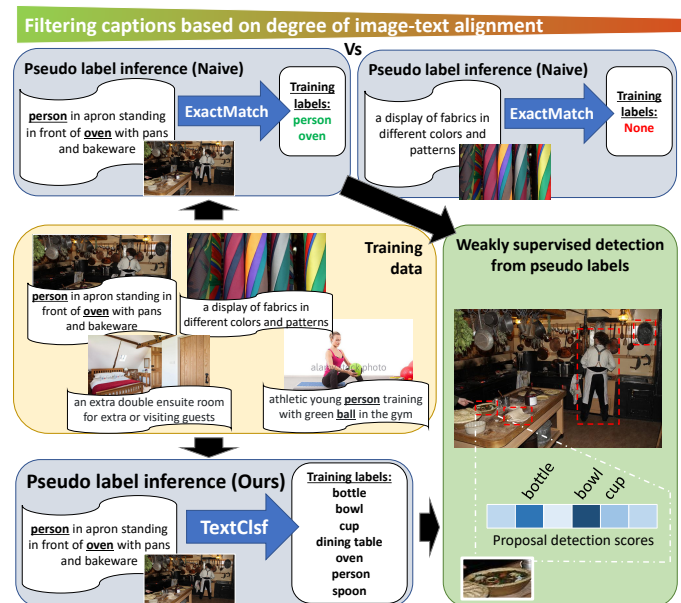 Filtering captions based on degree of image-text alignment
Vs
Pseudo label inference (Naive)
person in apron standing
in front of oven with pans
and bakeware
ExactMatch
Training
labels:
person
oven
Pseudo label inference (Naive)
a display of fabrics in
different colors and
patterns
ExactMatch
Training
labels:
None
Training
data
person in apron standing in
front of oven with pans
and bakeware
a display of fabrics in
different colors and patterns
an extra double ensuite room
for extra or visiting guests
athletic young person training
with green ball in the gym
Weakly supervised detection
from pseudo labels
bottle
bowl
cup
Proposal detection scores
Pseudo label inference (Ours)
person in apron standing
in front of oven with pans
and bakeware
TextClsf
Training labels:
bottle
bowl
cup
dining table
oven
person
spoon